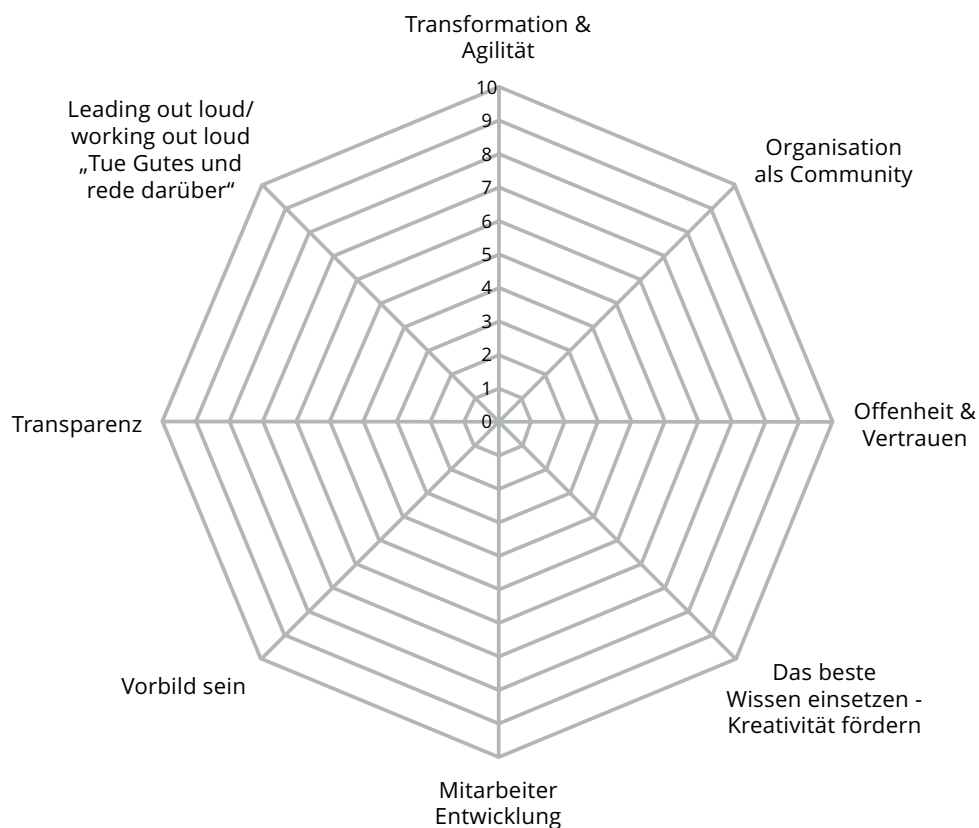 Transformation &
Agilität
Leading out loud/
working out loud
„Tue Gutes und
rede darüber“
Organisation
als Community
10
9
8
7
6
5
4
3
2
1
0
Transparenz
Offenheit &
Vertrauen
Vorbild sein
Das beste
Wissen einsetzen -
Kreativität fördern
Mitarbeiter
Entwicklung